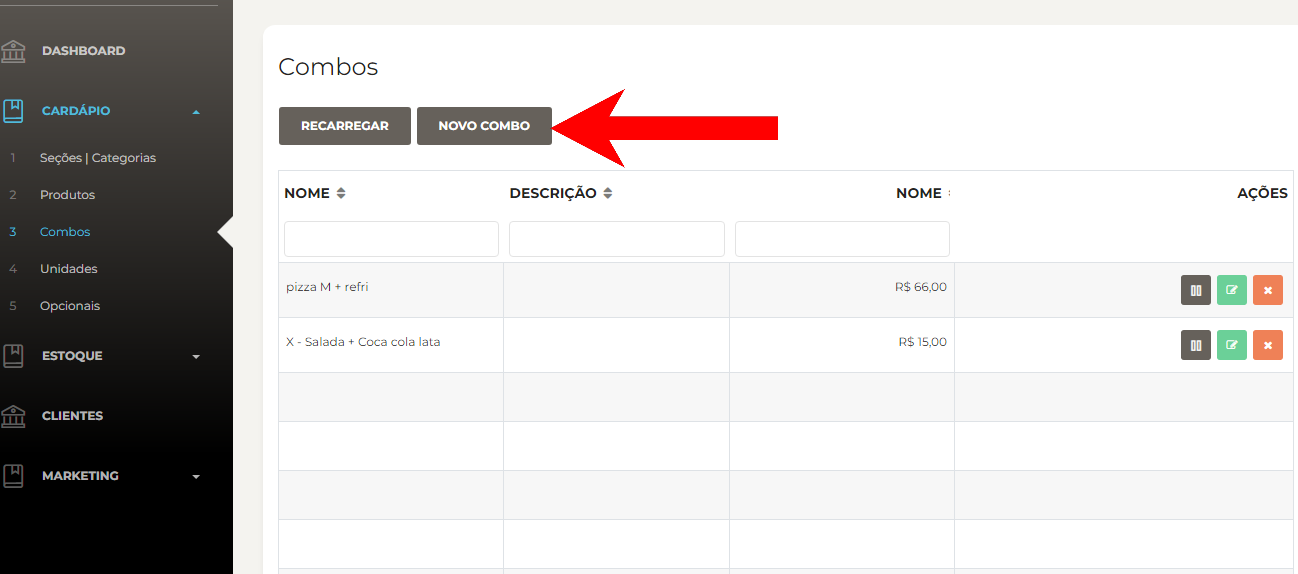 DASHBOARD
CARDÁPIO
1 Seções | Categorias
2 Produtos
3 Combos
4 Unidades
5 Opcionais
ESTOQUE
CLIENTES
MARKETING
Combos
RECARREGAR NOVO COMBO
NOME DESCRIÇÃO NOME AÇÕES
pizza M + refri R$ 66,00
X - Salada + Coca cola lata R$ 15,00